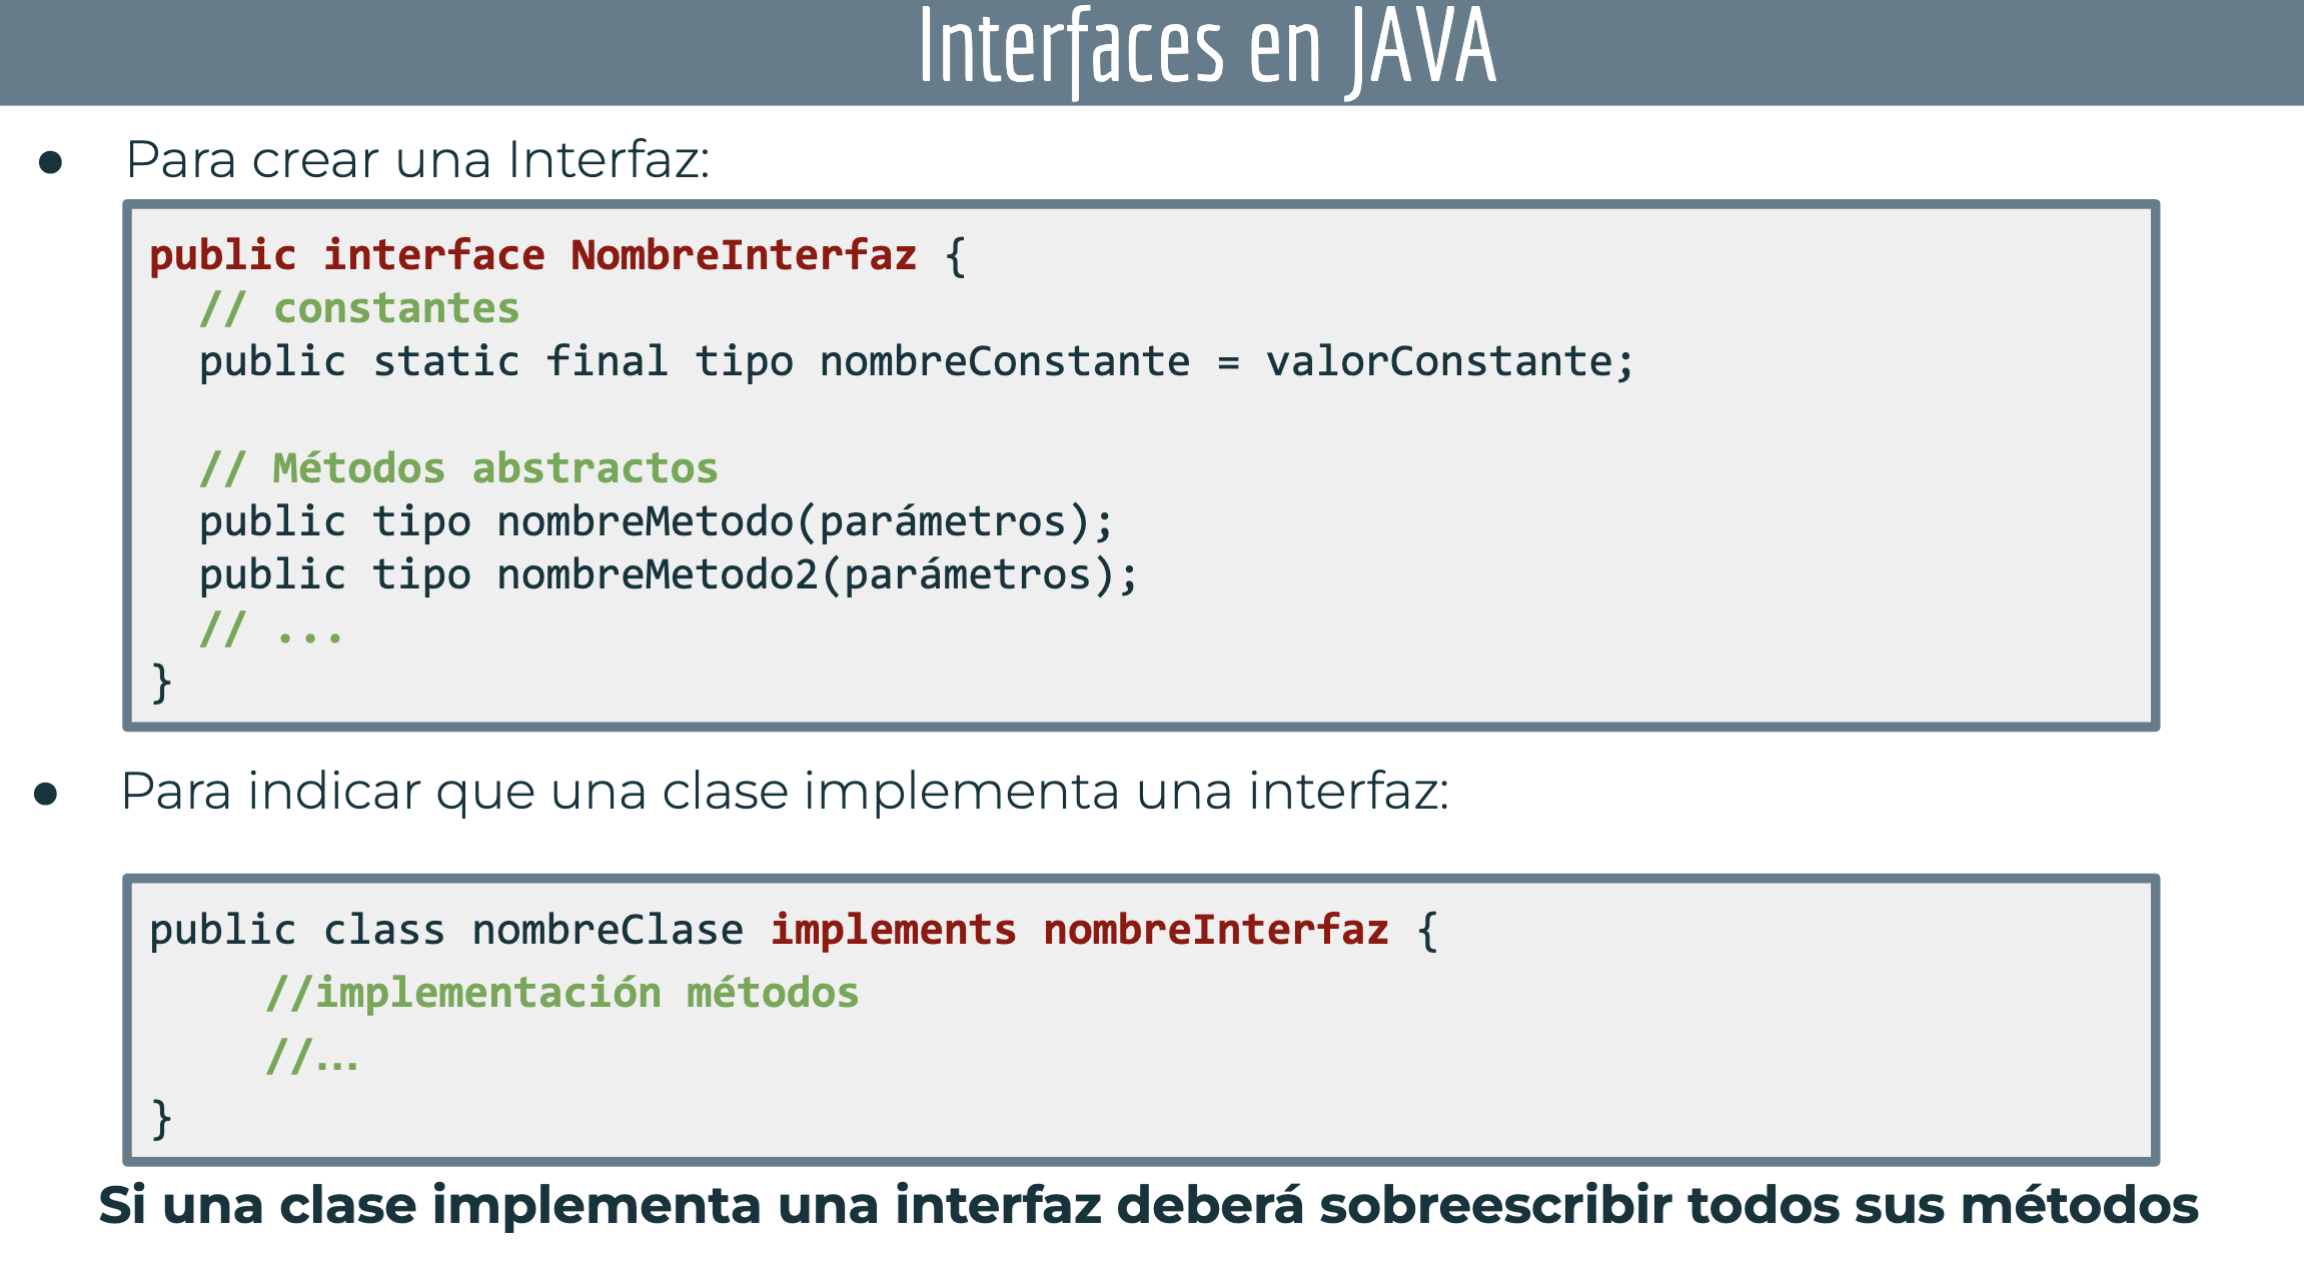 Interfaces en JAVA
● Para crear una Interfaz:
public interface NombreInterfaz {
  // constantes
  public static final tipo nombreConstante = valorConstante;
  // Métodos abstractos
  public tipo nombreMetodo(parámetros);
  public tipo nombreMetodo2(parámetros);
  // ...
}
● Para indicar que una clase implementa una interfaz:
public class nombreClase implements nombreInterfaz {
    //implementación métodos
    //...
}
Si una clase implementa una interfaz deberá sobreescribir todos sus métodos